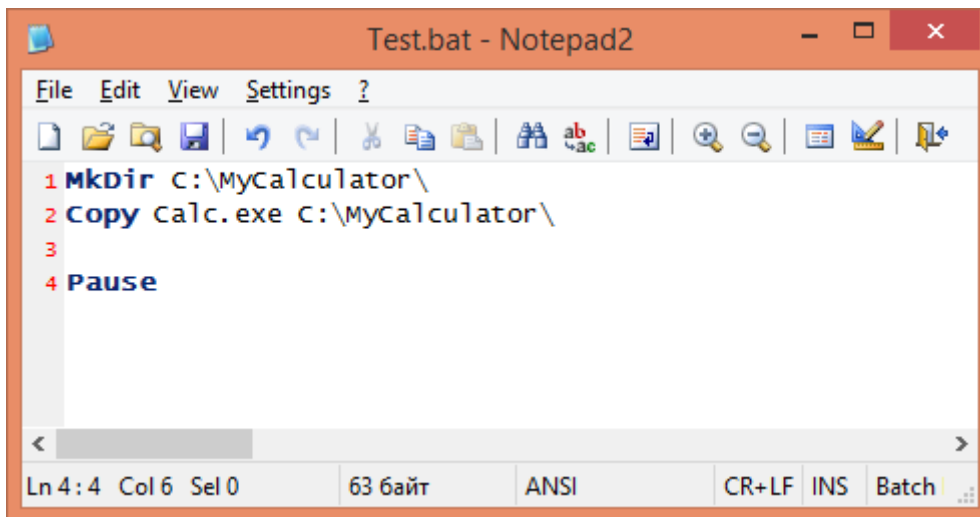 Test.bat - Notepad2
File Edit View Settings ?
1 MkDir C:\MyCalculator\
2 Copy Calc.exe C:\MyCalculator\
3
4 Pause
Ln 4 : 4 Col 6 Sel 0 63 байт ANSI CR+LF INS Batch